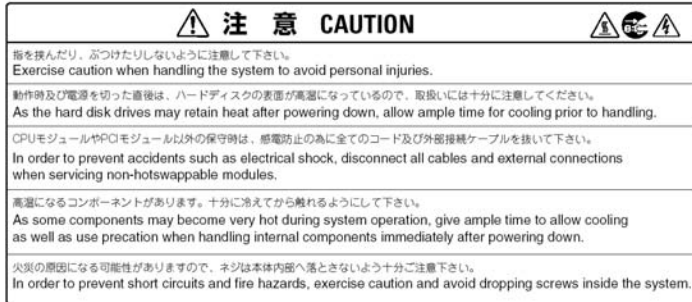 注 意 CAUTION
指を挟んだり、ぶつけたりしないように注意して下さい。
Exercise caution when handling the system to avoid personal injuries.
動作時及び電源を切った直後は、ハードディスクの表面が高温になっているので、取扱いには十分に注意してください。
As the hard disk drives may retain heat after powering down, allow ample time for cooling prior to handling.
CPUモジュールやPCIモジュール以外の保守時は、感電防止の為に全てのコード及び外部接続ケーブルを抜いて下さい。
In order to prevent accidents such as electrical shock, disconnect all cables and external connections
when servicing non-hotswappable modules.
高温になるコンポーネントがあります。十分に冷えてから触れるようにして下さい。
As some components may become very hot during system operation, give ample time to allow cooling
as well as use precation when handling internal components immediately after powering down.
火災の原因になる可能性がありますので、ネジは本体内部へ落とさないよう十分ご注意下さい。
In order to prevent short circuits and fire hazards, exercise caution and avoid dropping screws inside the system.